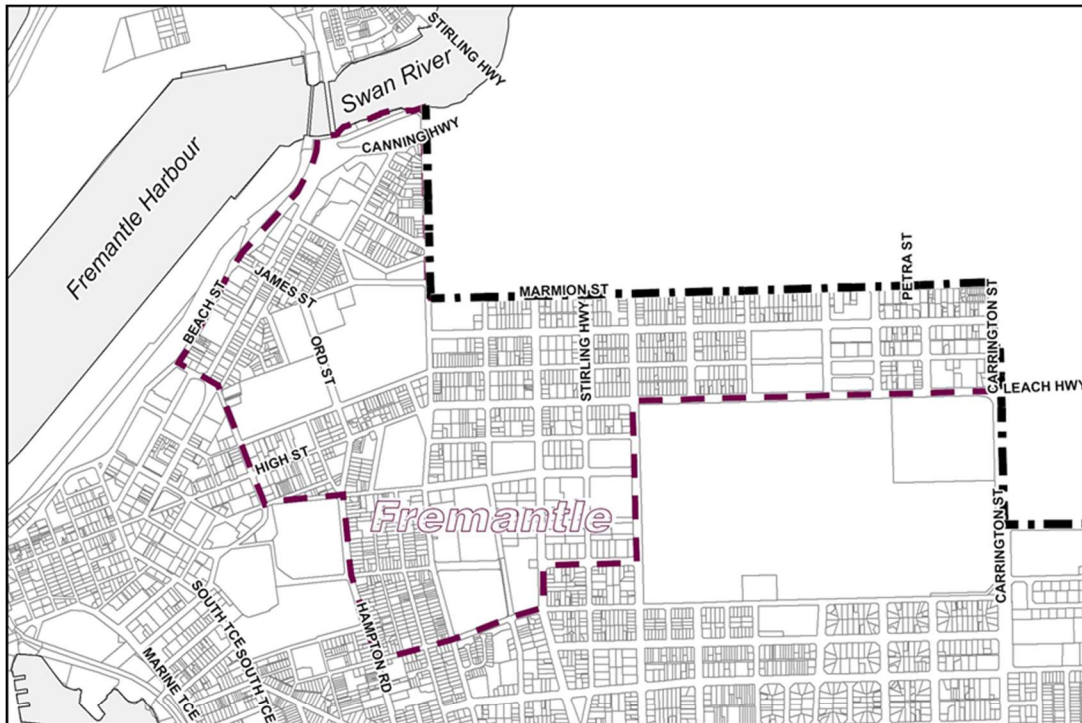 STIRLING HWY
Swan River
CANNING HWY
Fremantle Harbour
PETRA ST
JAMES ST
MARMION ST
BEACH ST
STIRLING HWY
CARRINGTON ST
ORD ST
LEACH HWY
HIGH ST
Fremantle
CARRINGTON ST
SOUTH TCE
SOUTH TCE
HAMPTON RD
MARINE TCE